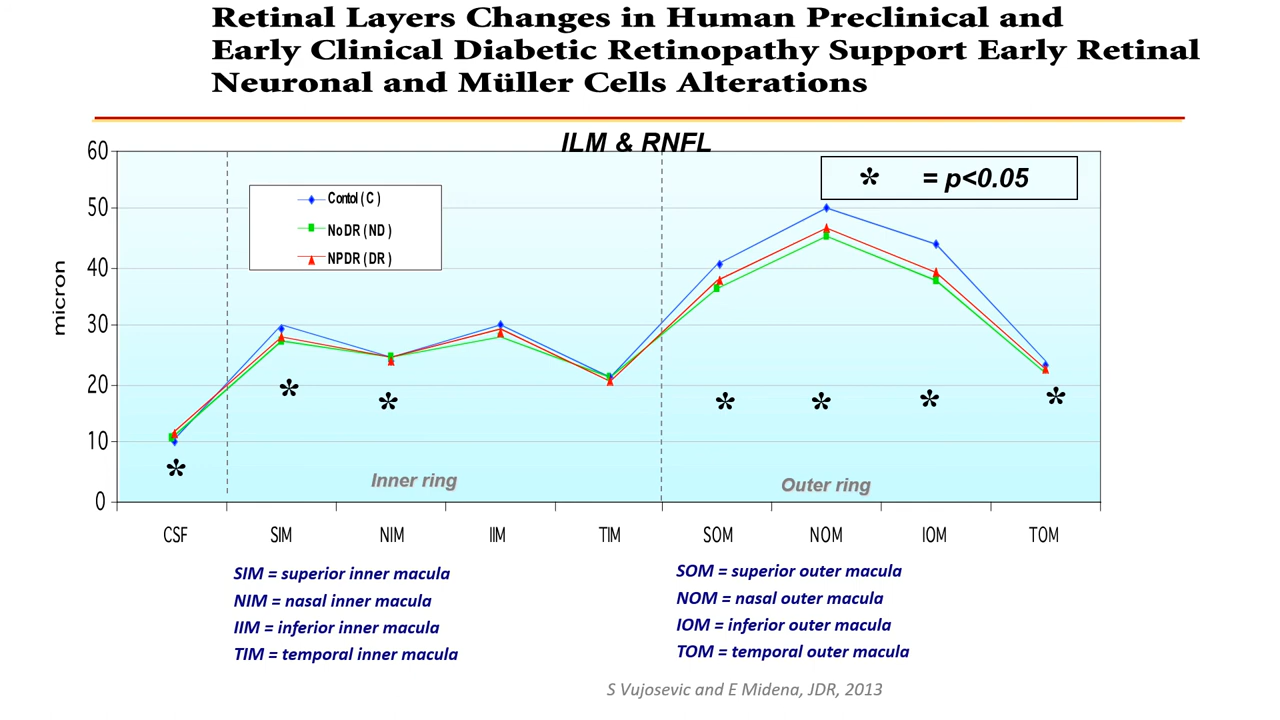 Retinal Layers Changes in Human Preclinical and
Early Clinical Diabetic Retinopathy Support Early Retinal
Neuronal and Müller Cells Alterations
ILM & RNFL
* = p<0.05
Contol ( C )
No DR ( ND )
NPDR ( DR )
micron
60
50
40
30
20
10
0
* * * * * * *
Inner ring
Outer ring
CSF SIM NIM IIM TIM SOM NOM IOM TOM
SIM = superior inner macula
NIM = nasal inner macula
IIM = inferior inner macula
TIM = temporal inner macula
SOM = superior outer macula
NOM = nasal outer macula
IOM = inferior outer macula
TOM = temporal outer macula
S Vujosevic and E Midena, JDR, 2013